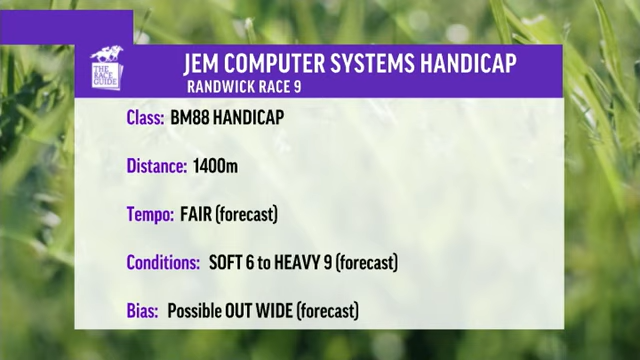 THE
RACE
GUIDE
JEM COMPUTER SYSTEMS HANDICAP
RANDWICK RACE 9
Class: BM88 HANDICAP
Distance: 1400m
Tempo: FAIR (forecast)
Conditions: SOFT 6 to HEAVY 9 (forecast)
Bias: Possible OUT WIDE (forecast)